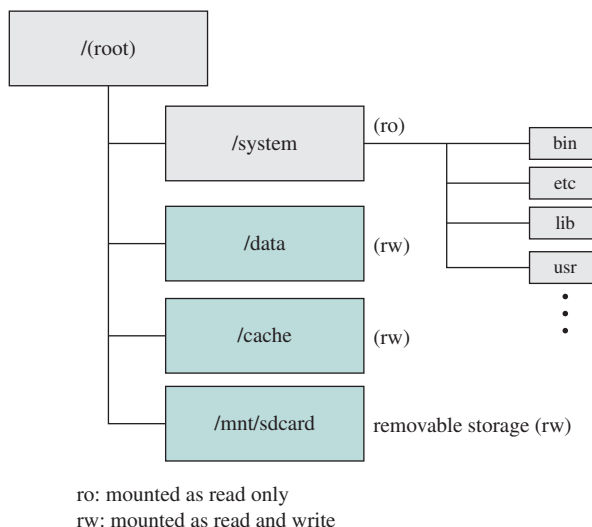 /(root)
/system
(ro)
bin
etc
lib
usr
/data
(rw)
/cache
(rw)
/mnt/sdcard
removable storage (rw)
ro: mounted as read only
rw: mounted as read and write